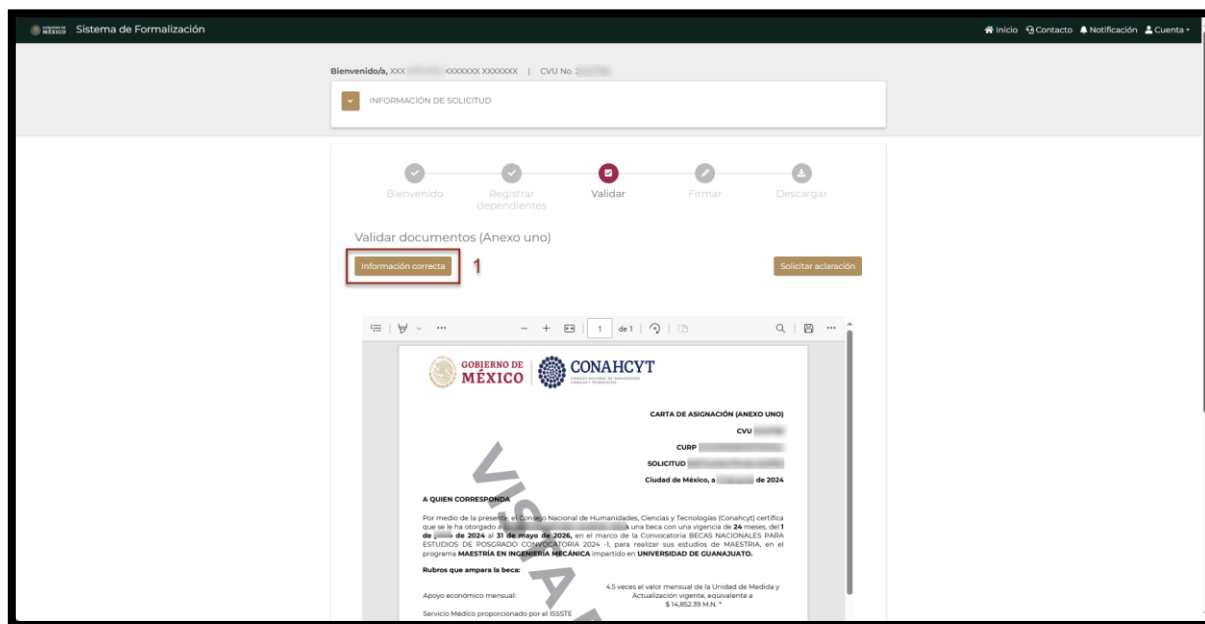 GOBIERNO DE MÉXICO Sistema de Formalización Inicio Contacto Notificación Cuenta
Bienvenido/a, XXX XXXXXX XXXXXXX | CVU No. 2
INFORMACIÓN DE SOLICITUD
Bienvenido Registrar dependientes Validar Firmar Descargar
Validar documentos (Anexo uno)
Información correcta 1 Solicitar aclaración
1 de 1
GOBIERNO DE MÉXICO CONAHCYT
CARTA DE ASIGNACIÓN (ANEXO UNO)
CVU
CURP
SOLICITUD
Ciudad de México, a de 2024
VISTA P
A QUIEN CORRESPONDA
Por medio de la presente, el Consejo Nacional de Humanidades, Ciencias y Tecnologías (Conahcyt) certifica
que se le ha otorgado a una beca con una vigencia de 24 meses, del 1
de de 2024 al 31 de mayo de 2026, en el marco de la Convocatoria BECAS NACIONALES PARA
ESTUDIOS DE POSGRADO CONVOCATORIA 2024 -1, para realizar sus estudios de MAESTRIA, en el
programa MAESTRÍA EN INGENIERÍA MECÁNICA impartido en UNIVERSIDAD DE GUANAJUATO.
Rubros que ampara la beca:
4.5 veces el valor mensual de la Unidad de Medida y
Apoyo económico mensual: Actualización vigente, equivalente a
$ 14,852.39 M.N. *
Servicio Médico proporcionado por el ISSSTE